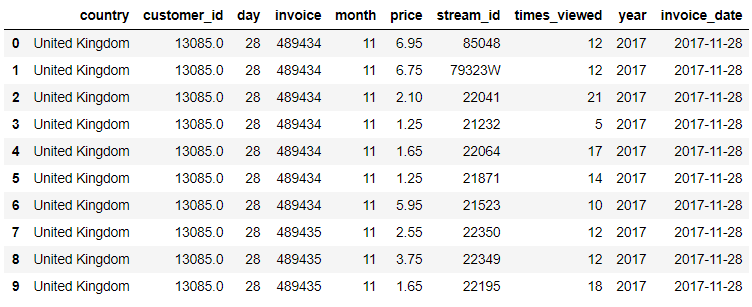 country customer_id day invoice month price stream_id times_viewed year invoice_date
0 United Kingdom 13085.0 28 489434 11 6.95 85048 12 2017 2017-11-28
1 United Kingdom 13085.0 28 489434 11 6.75 79323W 12 2017 2017-11-28
2 United Kingdom 13085.0 28 489434 11 2.10 22041 21 2017 2017-11-28
3 United Kingdom 13085.0 28 489434 11 1.25 21232 5 2017 2017-11-28
4 United Kingdom 13085.0 28 489434 11 1.65 22064 17 2017 2017-11-28
5 United Kingdom 13085.0 28 489434 11 1.25 21871 14 2017 2017-11-28
6 United Kingdom 13085.0 28 489434 11 5.95 21523 10 2017 2017-11-28
7 United Kingdom 13085.0 28 489435 11 2.55 22350 12 2017 2017-11-28
8 United Kingdom 13085.0 28 489435 11 3.75 22349 12 2017 2017-11-28
9 United Kingdom 13085.0 28 489435 11 1.65 22195 18 2017 2017-11-28